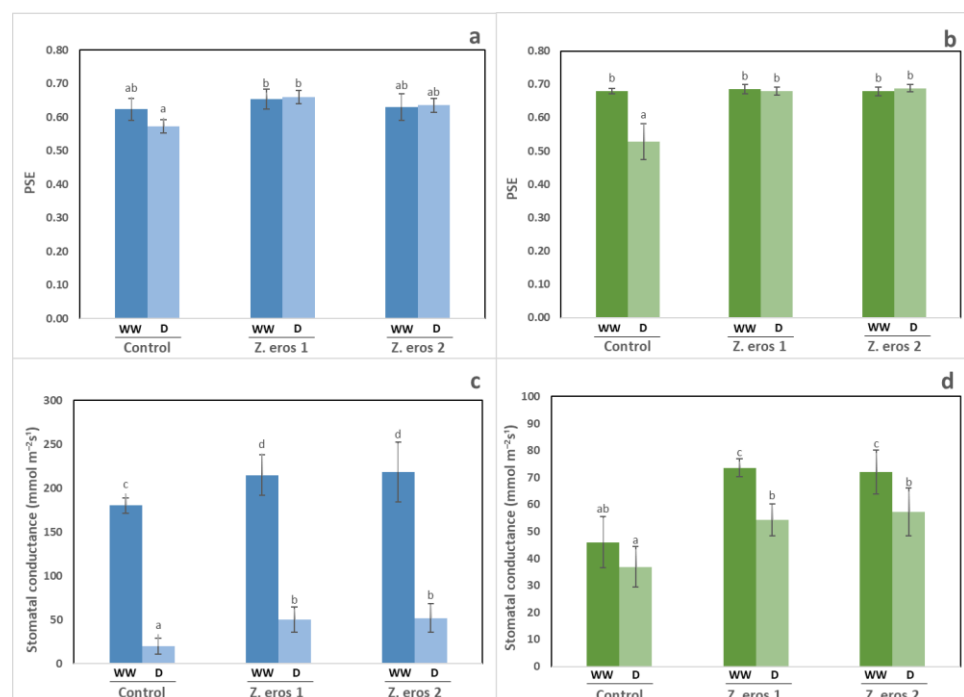 a
0.80
0.70
0.60
0.50
0.40
0.30
0.20
0.10
0.00
PSE
ab
a
b
b
ab
ab
WW D WW D WW D
Control Z. eros 1 Z. eros 2
b
0.80
0.70
0.60
0.50
0.40
0.30
0.20
0.10
0.00
PSE
b
a
b
b
b
b
WW D WW D WW D
Control Z. eros 1 Z. eros 2
c
300
250
200
150
100
50
0
Stomatal conductance (mmol m⁻²s¹)
c
a
d
b
d
b
WW D WW D WW D
Control Z. eros 1 Z. eros 2
d
100
90
80
70
60
50
40
30
20
10
0
Stomatal conductance (mmol m⁻²s¹)
ab
a
c
b
c
b
WW D WW D WW D
Control Z. eros 1 Z. eros 2